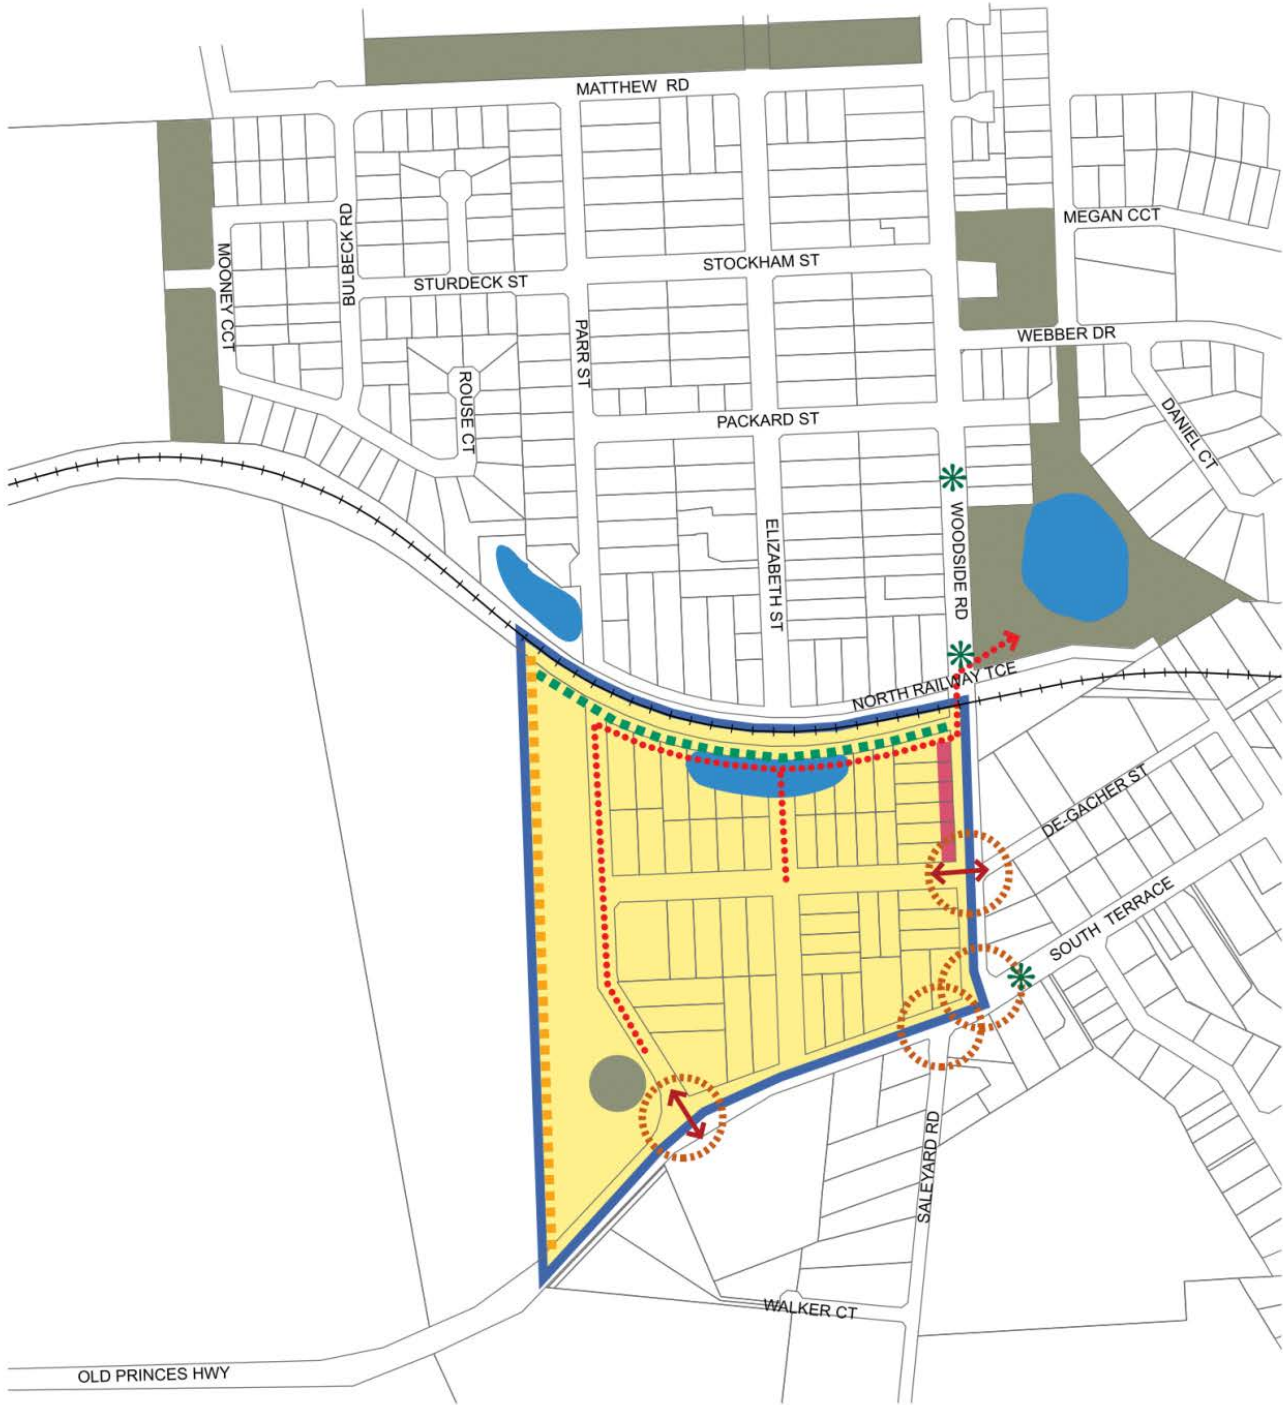 MATTHEW RD
MEGAN CCT
BULBECK RD
MOONEY CCT
STOCKHAM ST
STURDECK ST
WEBBER DR
PARR ST
ROUSE CT
PACKARD ST
DANIEL CT
ELIZABETH ST
WOODSIDE RD
NORTH RAILWAY TCE
DE-GACHER ST
SOUTH TERRACE
SALEYARD RD
WALKER CT
OLD PRINCES HWY